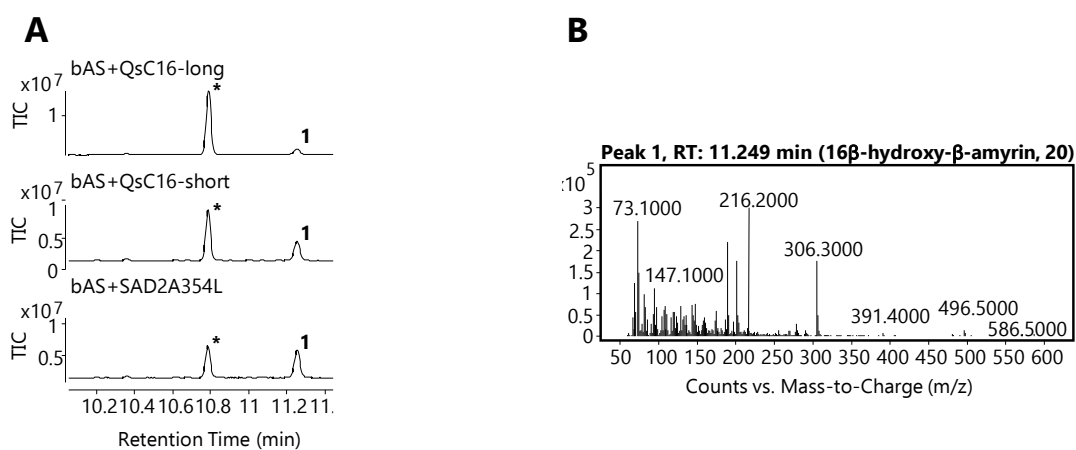 A
bAS+QsC16-long
x10⁷
TIC
1
*
1
bAS+QsC16-short
x10⁷
TIC
1
0.5
0
*
1
bAS+SAD2A354L
x10⁷
TIC
1
0.5
*
1
10.2 10.4 10.6 10.8 11 11.2 11.
Retention Time (min)
B
Peak 1, RT: 11.249 min (16β-hydroxy-β-amyrin, 20)
:10⁵
3
2.5
2
1.5
1
0.5
0
73.1000
216.2000
147.1000
306.3000
391.4000
496.5000
586.5000
50 100 150 200 250 300 350 400 450 500 550 600
Counts vs. Mass-to-Charge (m/z)